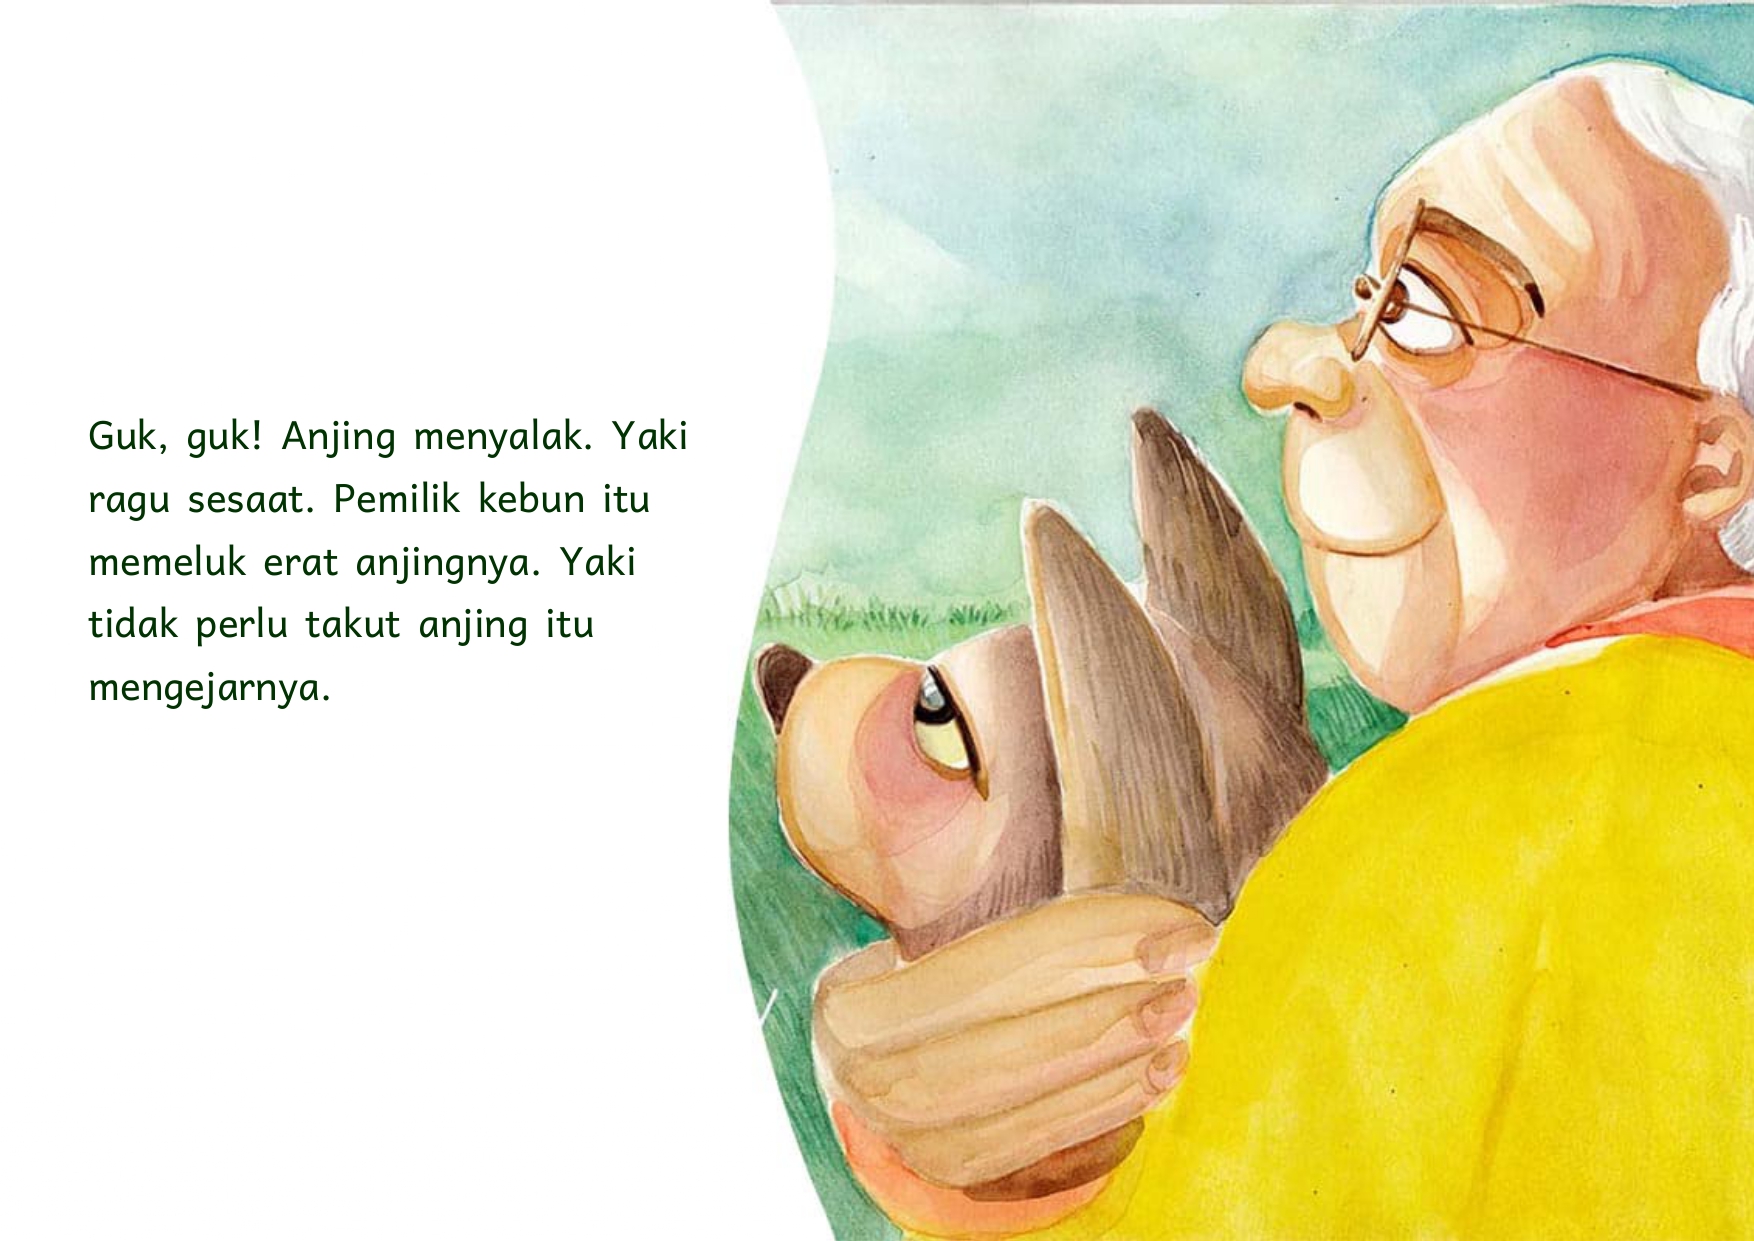 Guk, guk! Anjing menyalak. Yaki
ragu sesaat. Pemilik kebun itu
memeluk erat anjingnya. Yaki
tidak perlu takut anjing itu
mengejarnya.